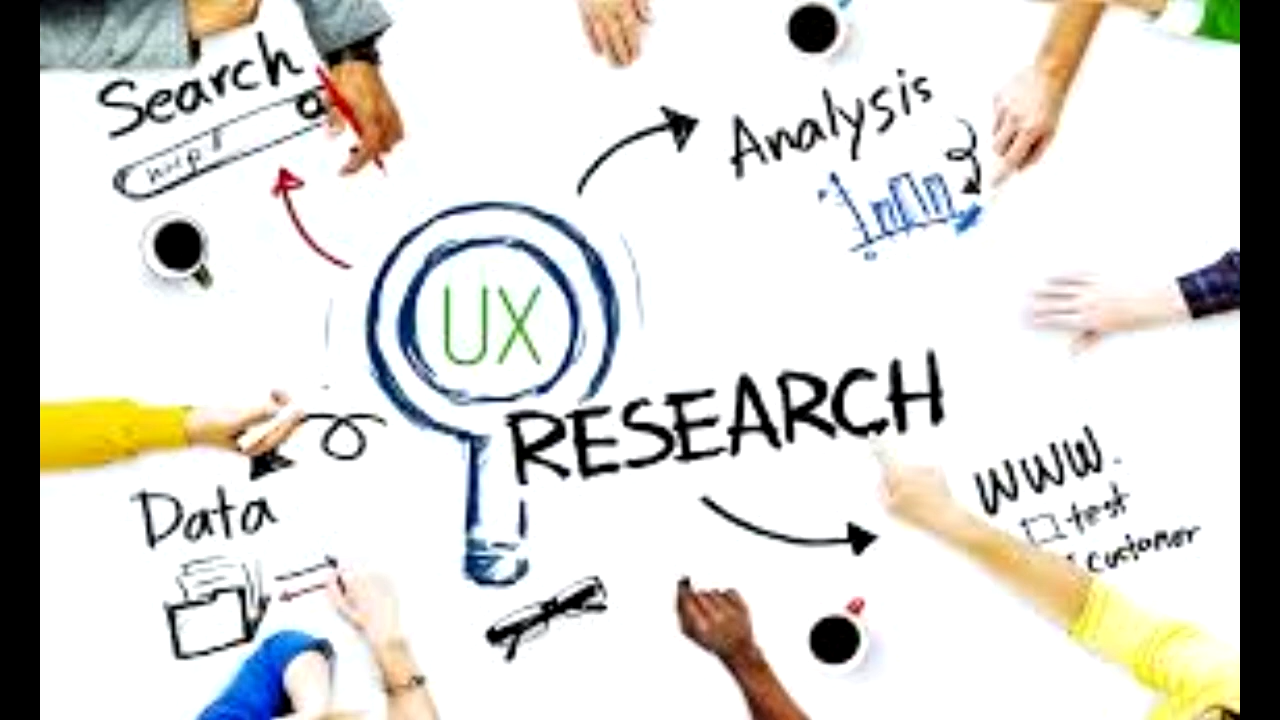 Search
Analysis
UX
RESEARCH
www.
test
customer
Data